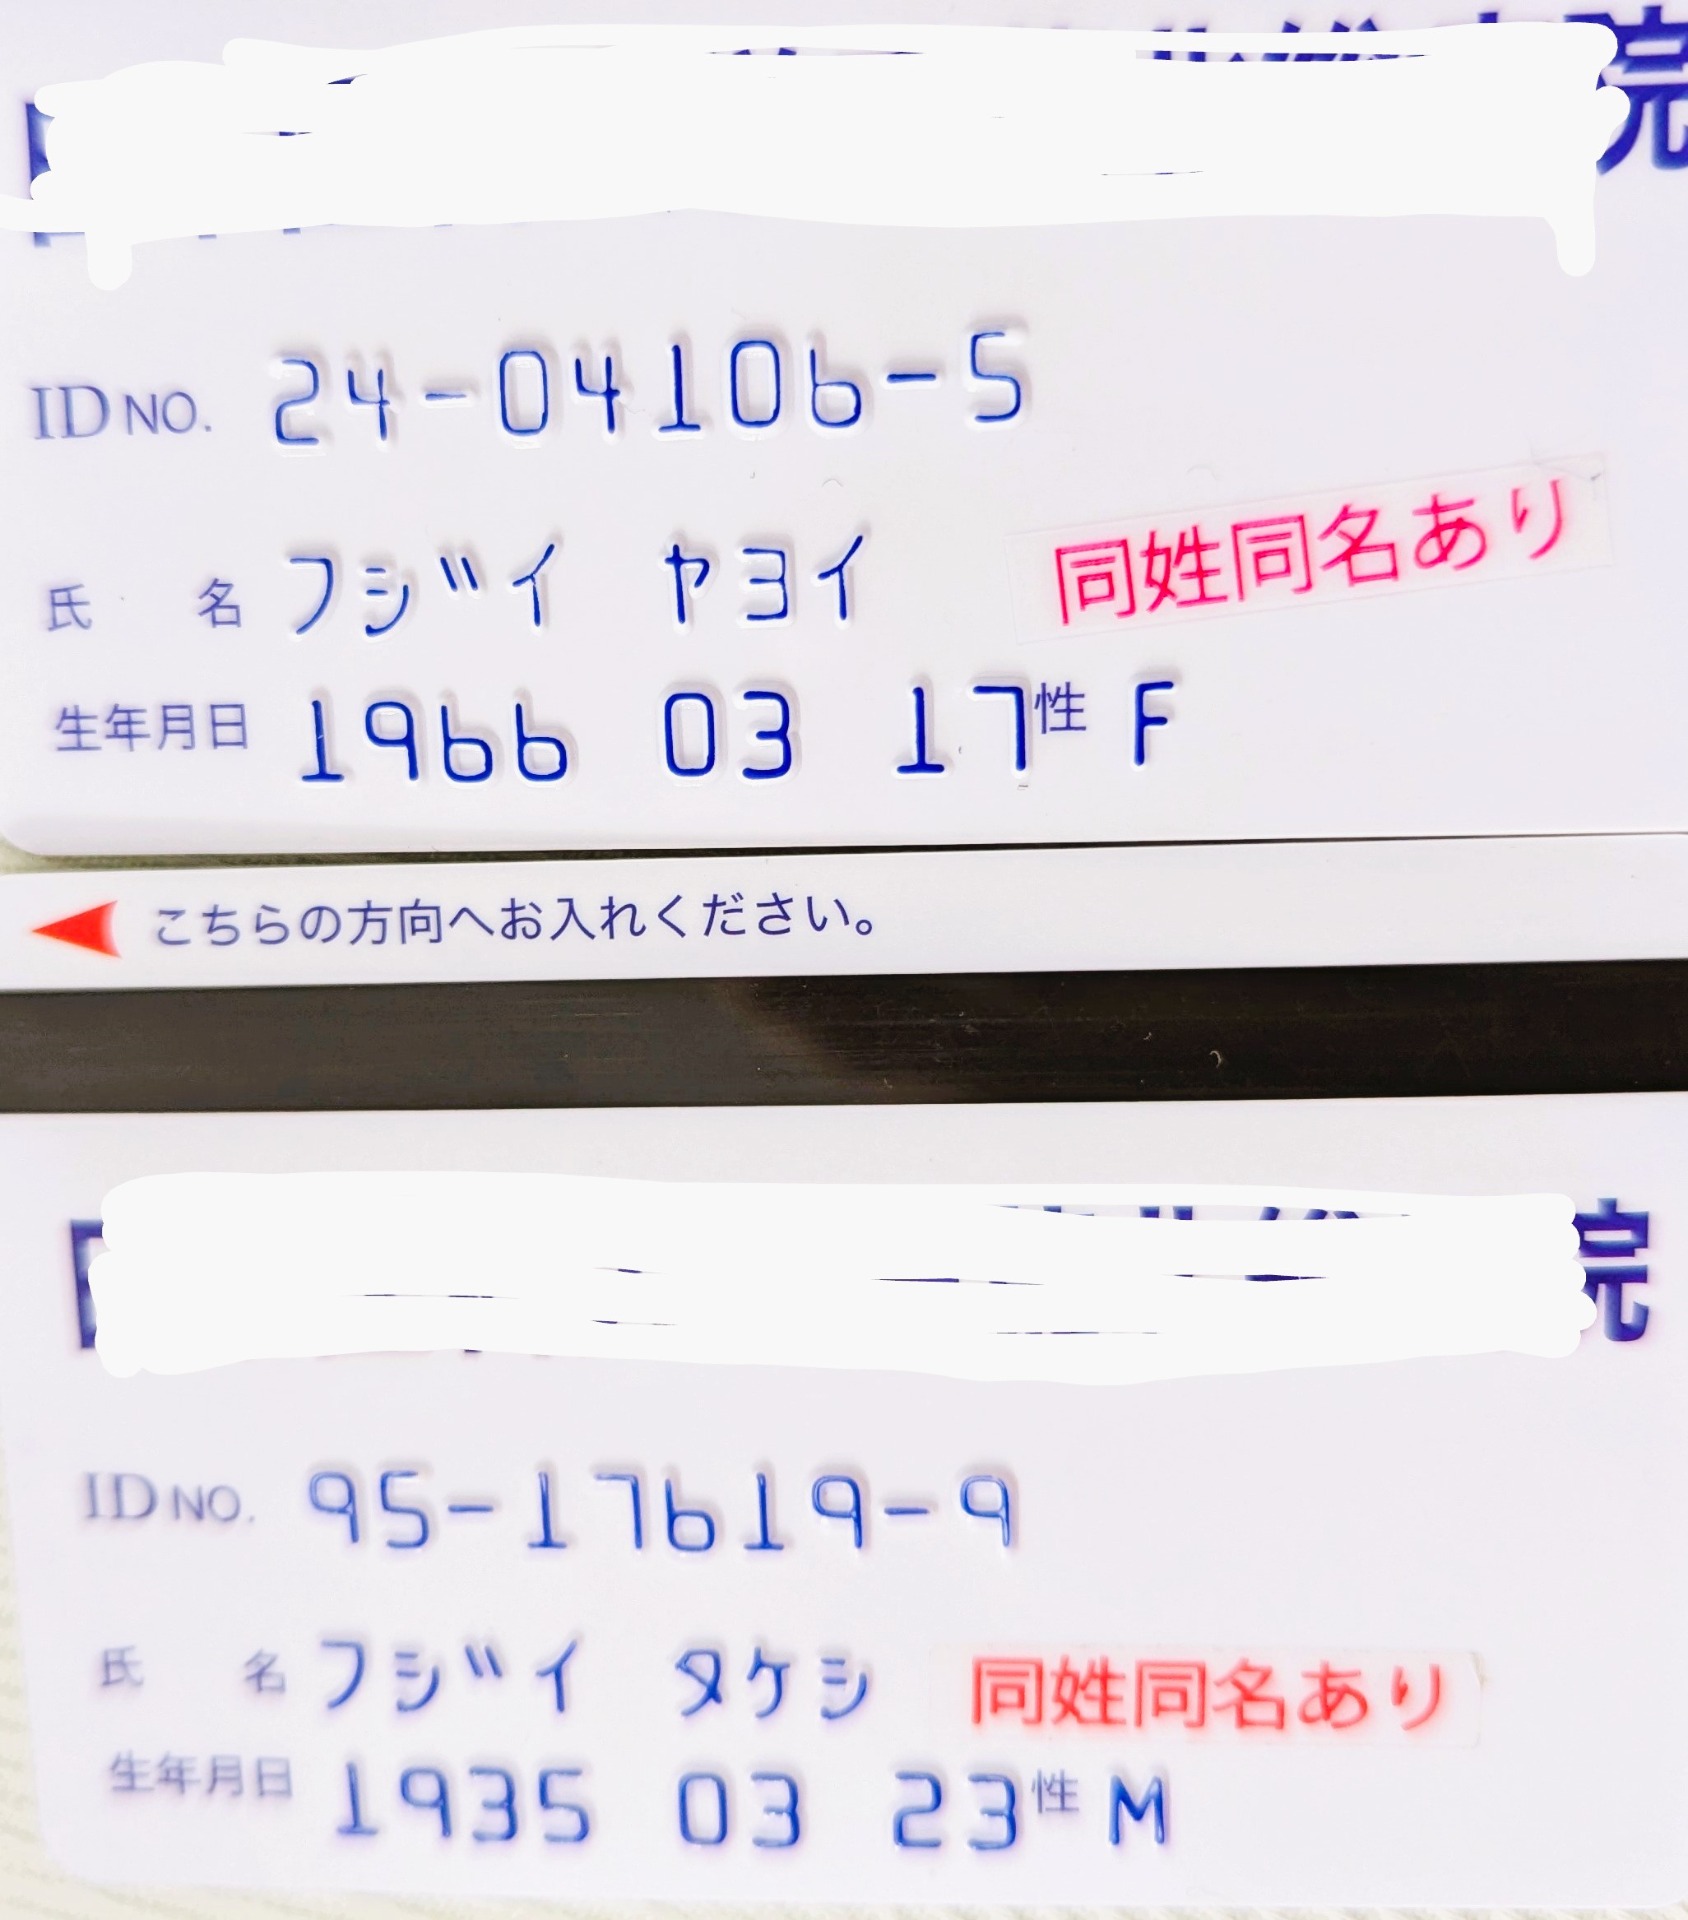 院
ID NO. 24-04106-5
氏 名 フジイ ヤヨイ 同姓同名あり
生年月日 1966 03 17 性 F
こちらの方向へお入れください。
院
ID NO. 95-17619-9
氏 名 フジイ タケシ 同姓同名あり
生年月日 1935 03 23 性 M